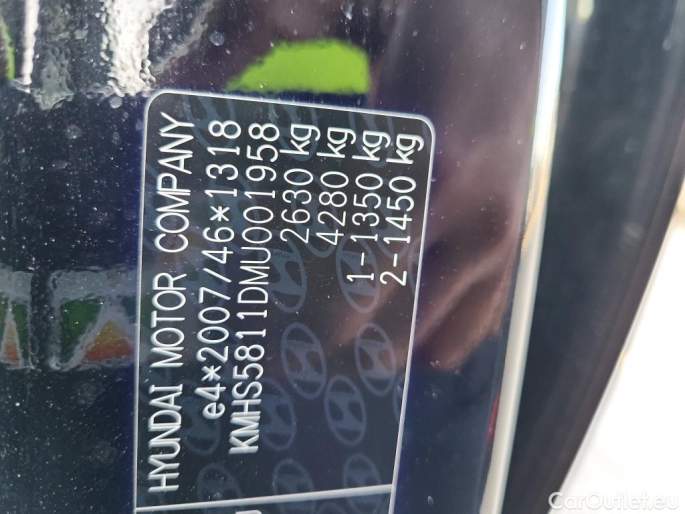 HYUNDAI MOTOR COMPANY
e4*2007/46*1318
KMHS5811DMU001958
2630 kg
4280 kg
1-1350 kg
2-1450 kg
CarOutlet.eu